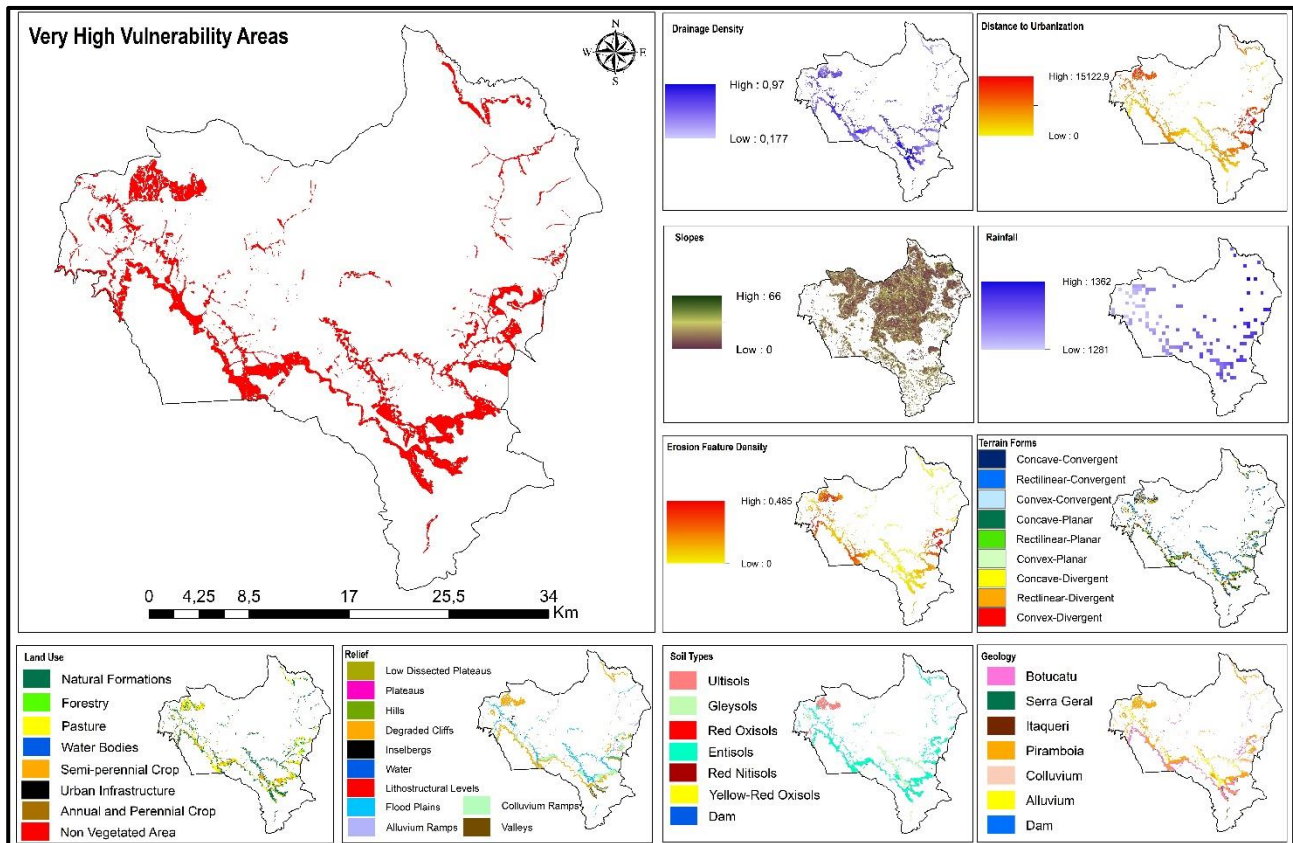 Very High Vulnerability Areas
N
W E
S
0 4,25 8,5 17 25,5 34
Km
Drainage Density
High : 0,97
Low : 0,177
Distance to Urbanization
High : 15122,9
Low : 0
Slopes
High : 66
Low : 0
Rainfall
High : 1362
Low : 1281
Erosion Feature Density
High : 0,485
Low : 0
Terrain Forms
Concave-Convergent
Rectilinear-Convergent
Convex-Convergent
Concave-Planar
Rectilinear-Planar
Convex-Planar
Concave-Divergent
Rectlinear-Divergent
Convex-Divergent
Land Use
Natural Formations
Forestry
Pasture
Water Bodies
Semi-perennial Crop
Urban Infrastructure
Annual and Perennial Crop
Non Vegetated Area
Relief
Low Dissected Plateaus
Plateaus
Hills
Degraded Cliffs
Inselbergs
Water
Lithostructural Levels
Flood Plains
Alluvium Ramps
Colluvium Ramps
Valleys
Soil Types
Ultisols
Gleysols
Red Oxisols
Entisols
Red Nitisols
Yellow-Red Oxisols
Dam
Geology
Botucatu
Serra Geral
Itaqueri
Piramboia
Colluvium
Alluvium
Dam